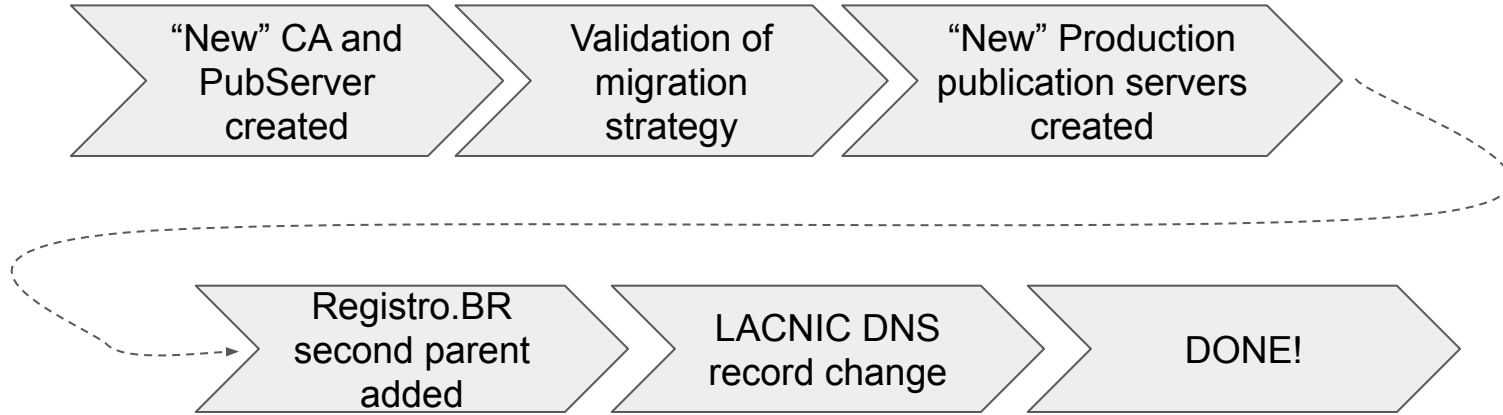 “New” CA and
PubServer
created
Validation of
migration
strategy
“New” Production
publication servers
created
Registro.BR
second parent
added
LACNIC DNS
record change
DONE!